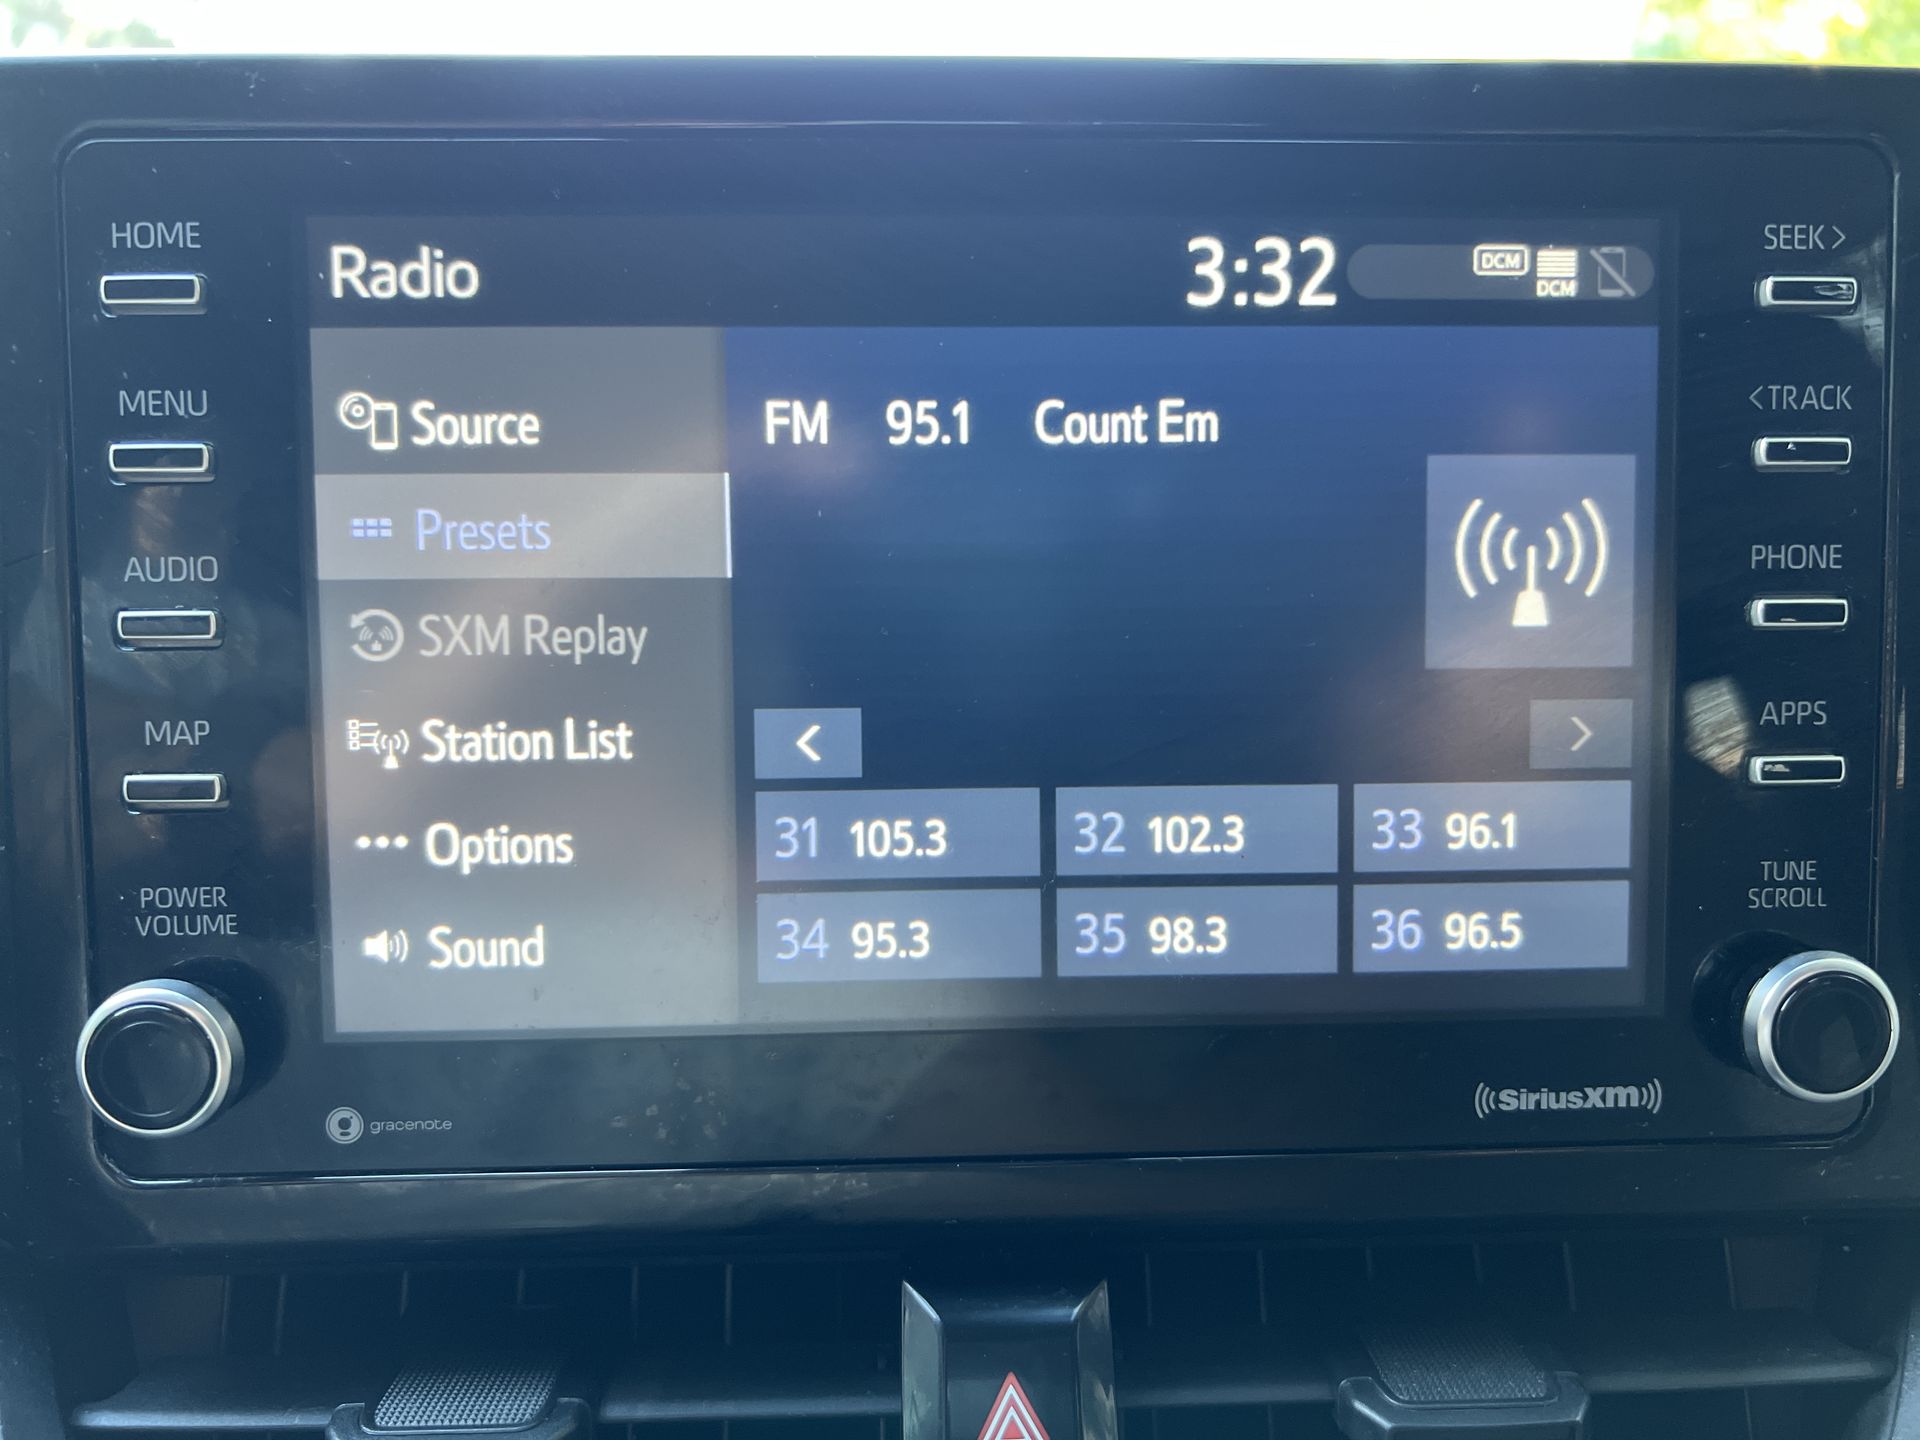 HOME
MENU
AUDIO
MAP
POWER
VOLUME
Radio
3:32
DCM
DCM
Source
Presets
SXM Replay
Station List
Options
Sound
FM 95.1 Count Em
<
>
31 105.3
32 102.3
33 96.1
34 95.3
35 98.3
36 96.5
SEEK >
< TRACK
PHONE
APPS
TUNE
SCROLL
g gracenote
((SiriusXM))